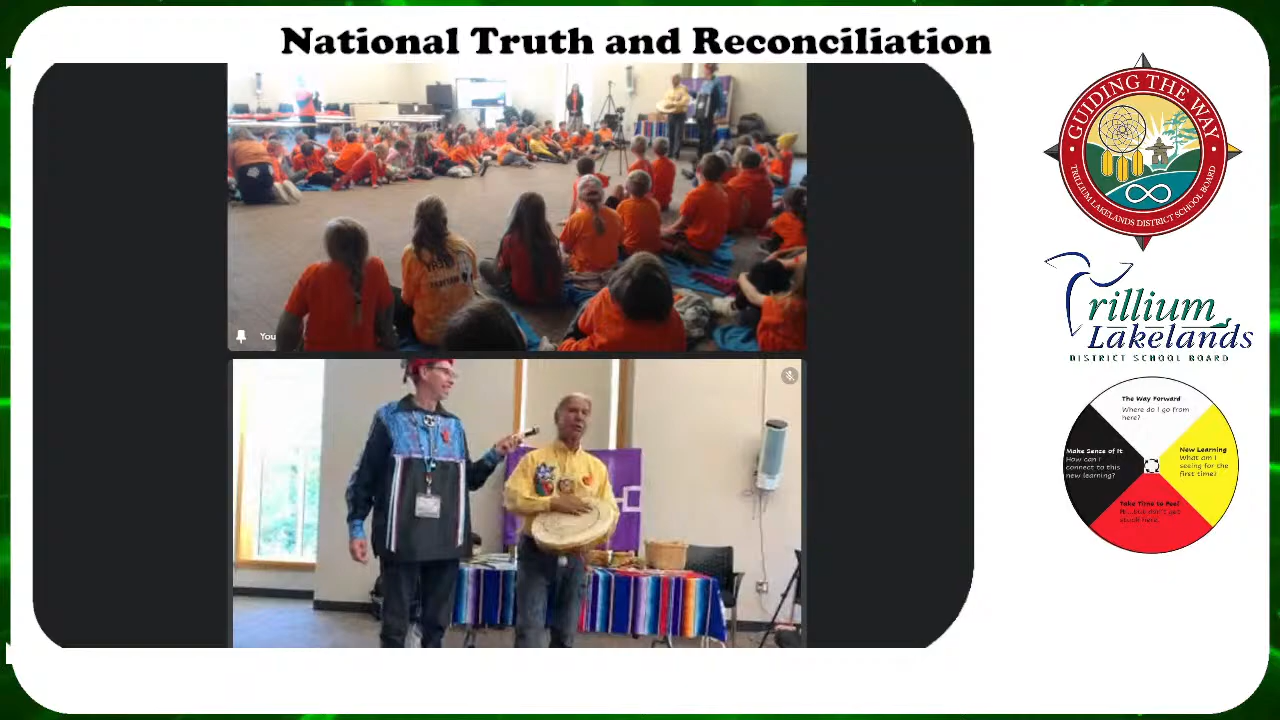 National Truth and Reconciliation
You
GUIDING THE WAY
TRILLIUM LAKELANDS DISTRICT SCHOOL BOARD
Trillium
Lakelands
DISTRICT SCHOOL BOARD
The Way Forward
Where do I go from
here?
Make Sense of It
How can I
connect to this
new learning?
New Learning
What am I
seeing for the
first time?
Take Time to Feel
stuck here.